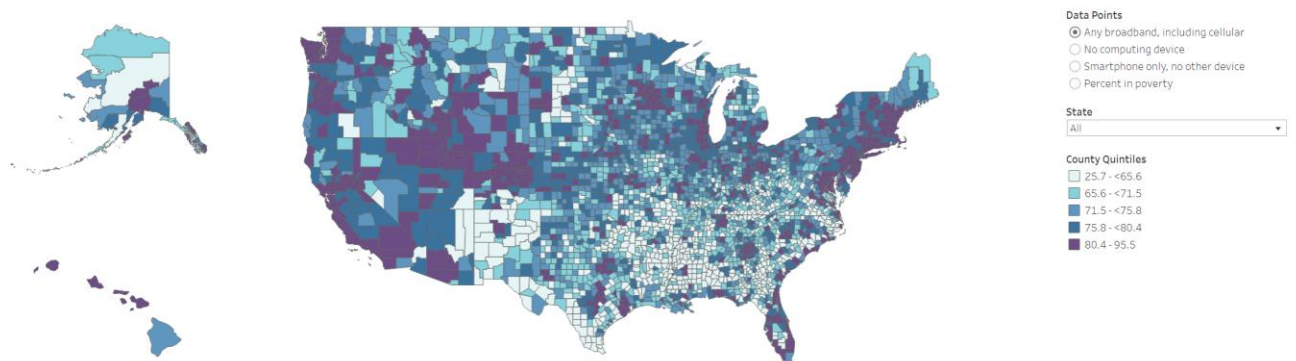 Data Points
Any broadband, including cellular
No computing device
Smartphone only, no other device
Percent in poverty
State
All
County Quintiles
25.7 - <65.6
65.6 - <71.5
71.5 - <75.8
75.8 - <80.4
80.4 - 95.5